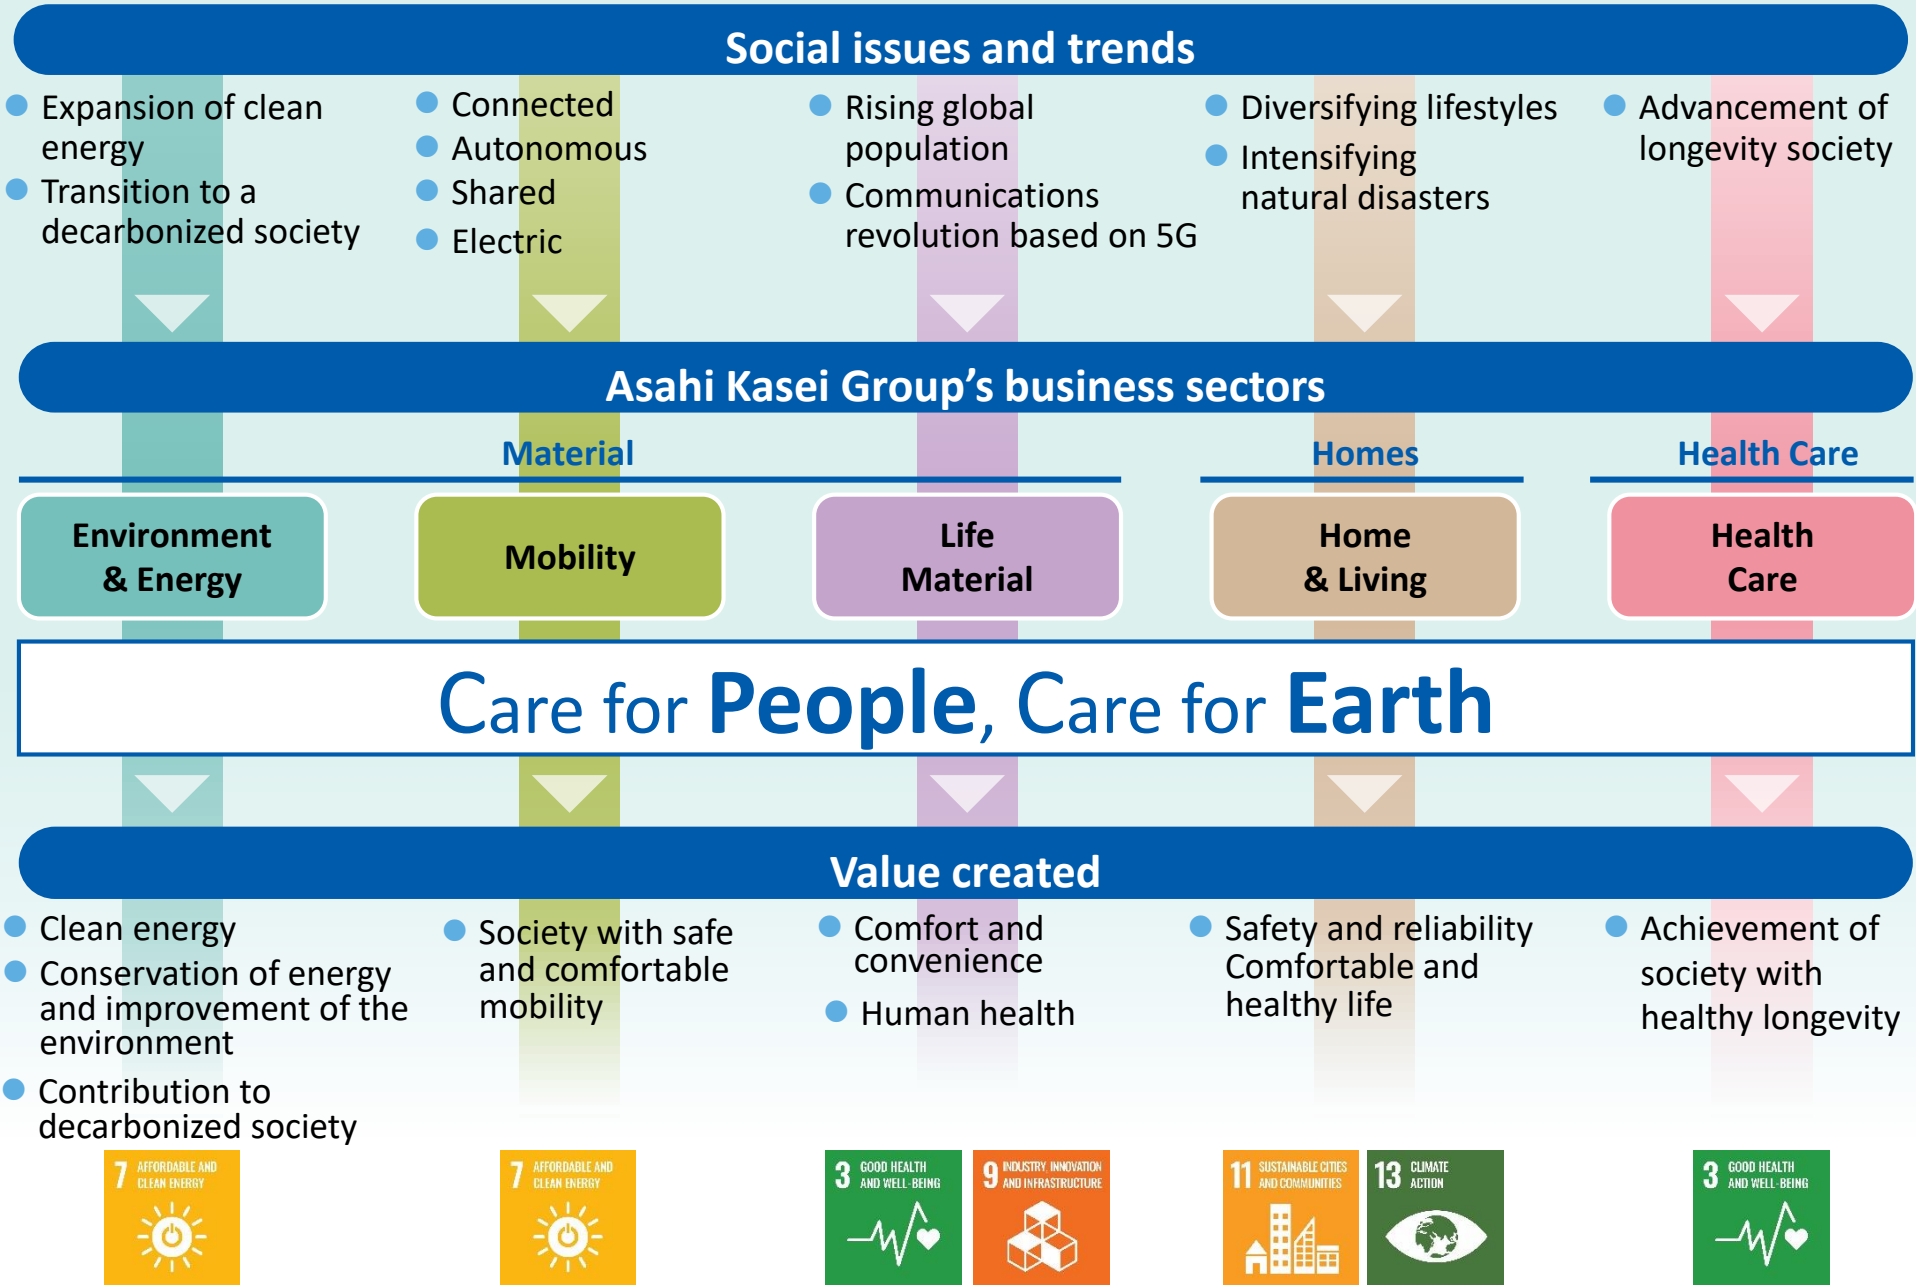 Social issues and trends
Expansion of clean
energy
Transition to a
decarbonized society
Connected
Autonomous
Shared
Electric
Rising global
population
Communications
revolution based on 5G
Diversifying lifestyles
Intensifying
natural disasters
Advancement of
longevity society
Asahi Kasei Group’s business sectors
Material
Homes
Health Care
Environment
& Energy
Mobility
Life
Material
Home
& Living
Health
Care
Care for People, Care for Earth
Value created
Clean energy
Conservation of energy
and improvement of the
environment
Contribution to
decarbonized society
Society with safe
and comfortable
mobility
Comfort and
convenience
Human health
Safety and reliability
Comfortable and
healthy life
Achievement of
society with
healthy longevity
7 AFFORDABLE AND
CLEAN ENERGY
7 AFFORDABLE AND
CLEAN ENERGY
3 GOOD HEALTH
AND WELL-BEING
9 INDUSTRY, INNOVATION
AND INFRASTRUCTURE
11 SUSTAINABLE CITIES
AND COMMUNITIES
13 CLIMATE
ACTION
3 GOOD HEALTH
AND WELL-BEING